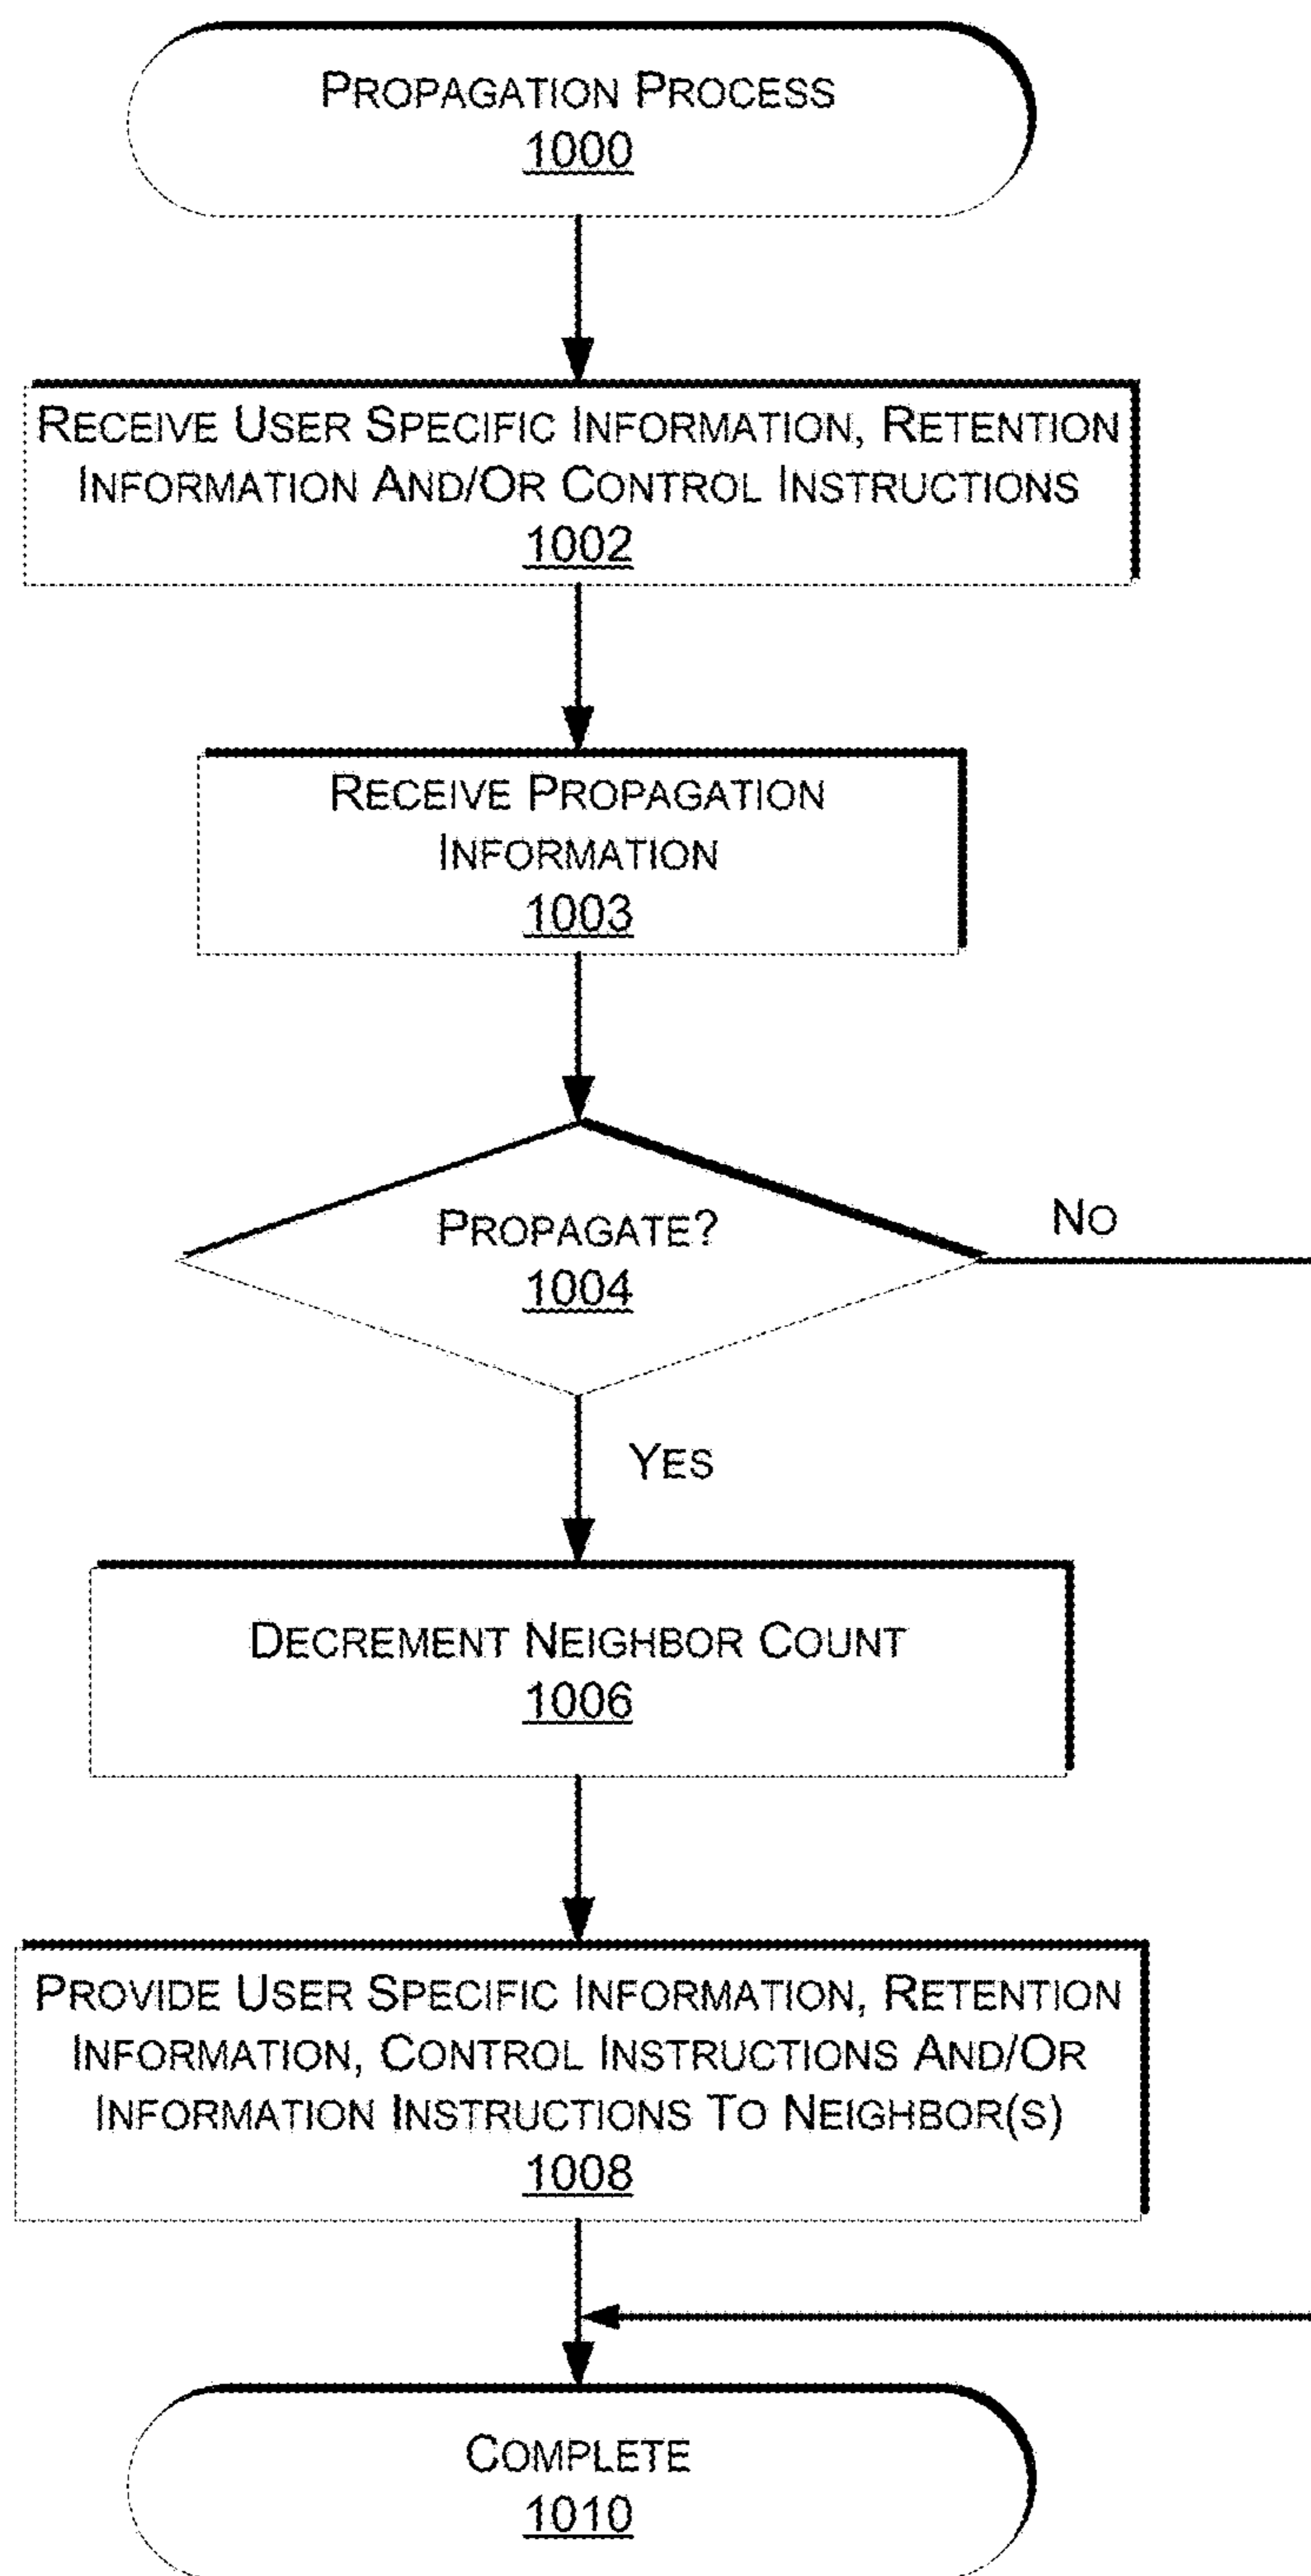 PROPAGATION PROCESS
1000
RECEIVE USER SPECIFIC INFORMATION, RETENTION
INFORMATION AND/OR CONTROL INSTRUCTIONS
1002
RECEIVE PROPAGATION
INFORMATION
1003
PROPAGATE?
1004
NO
YES
DECREMENT NEIGHBOR COUNT
1006
PROVIDE USER SPECIFIC INFORMATION, RETENTION
INFORMATION, CONTROL INSTRUCTIONS AND/OR
INFORMATION INSTRUCTIONS TO NEIGHBOR(S)
1008
COMPLETE
1010